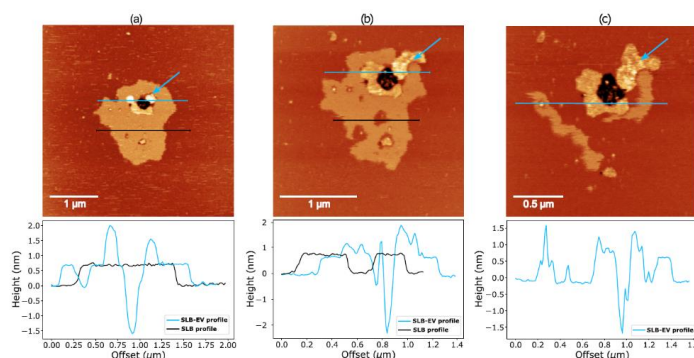 (a) (b) (c)
1 µm 1 µm 0.5 µm
2.0
1.5
1.0
0.5
0.0
−0.5
−1.0
−1.5
Height (nm)
SLB-EV profile
SLB profile
0.0 0.25 0.50 0.75 1.00 1.25 1.50 1.75 2.00
Offset (µm)
2
1
0
−1
−2
Height (nm)
SLB-EV profile
SLB profile
0.0 0.2 0.4 0.6 0.8 1.0 1.2 1.4
Offset (µm)
1.5
1.0
0.5
0.0
−0.5
−1.0
−1.5
Height (nm)
SLB-EV profile
0.0 0.2 0.4 0.6 0.8 1.0 1.2 1.4
Offset (µm)